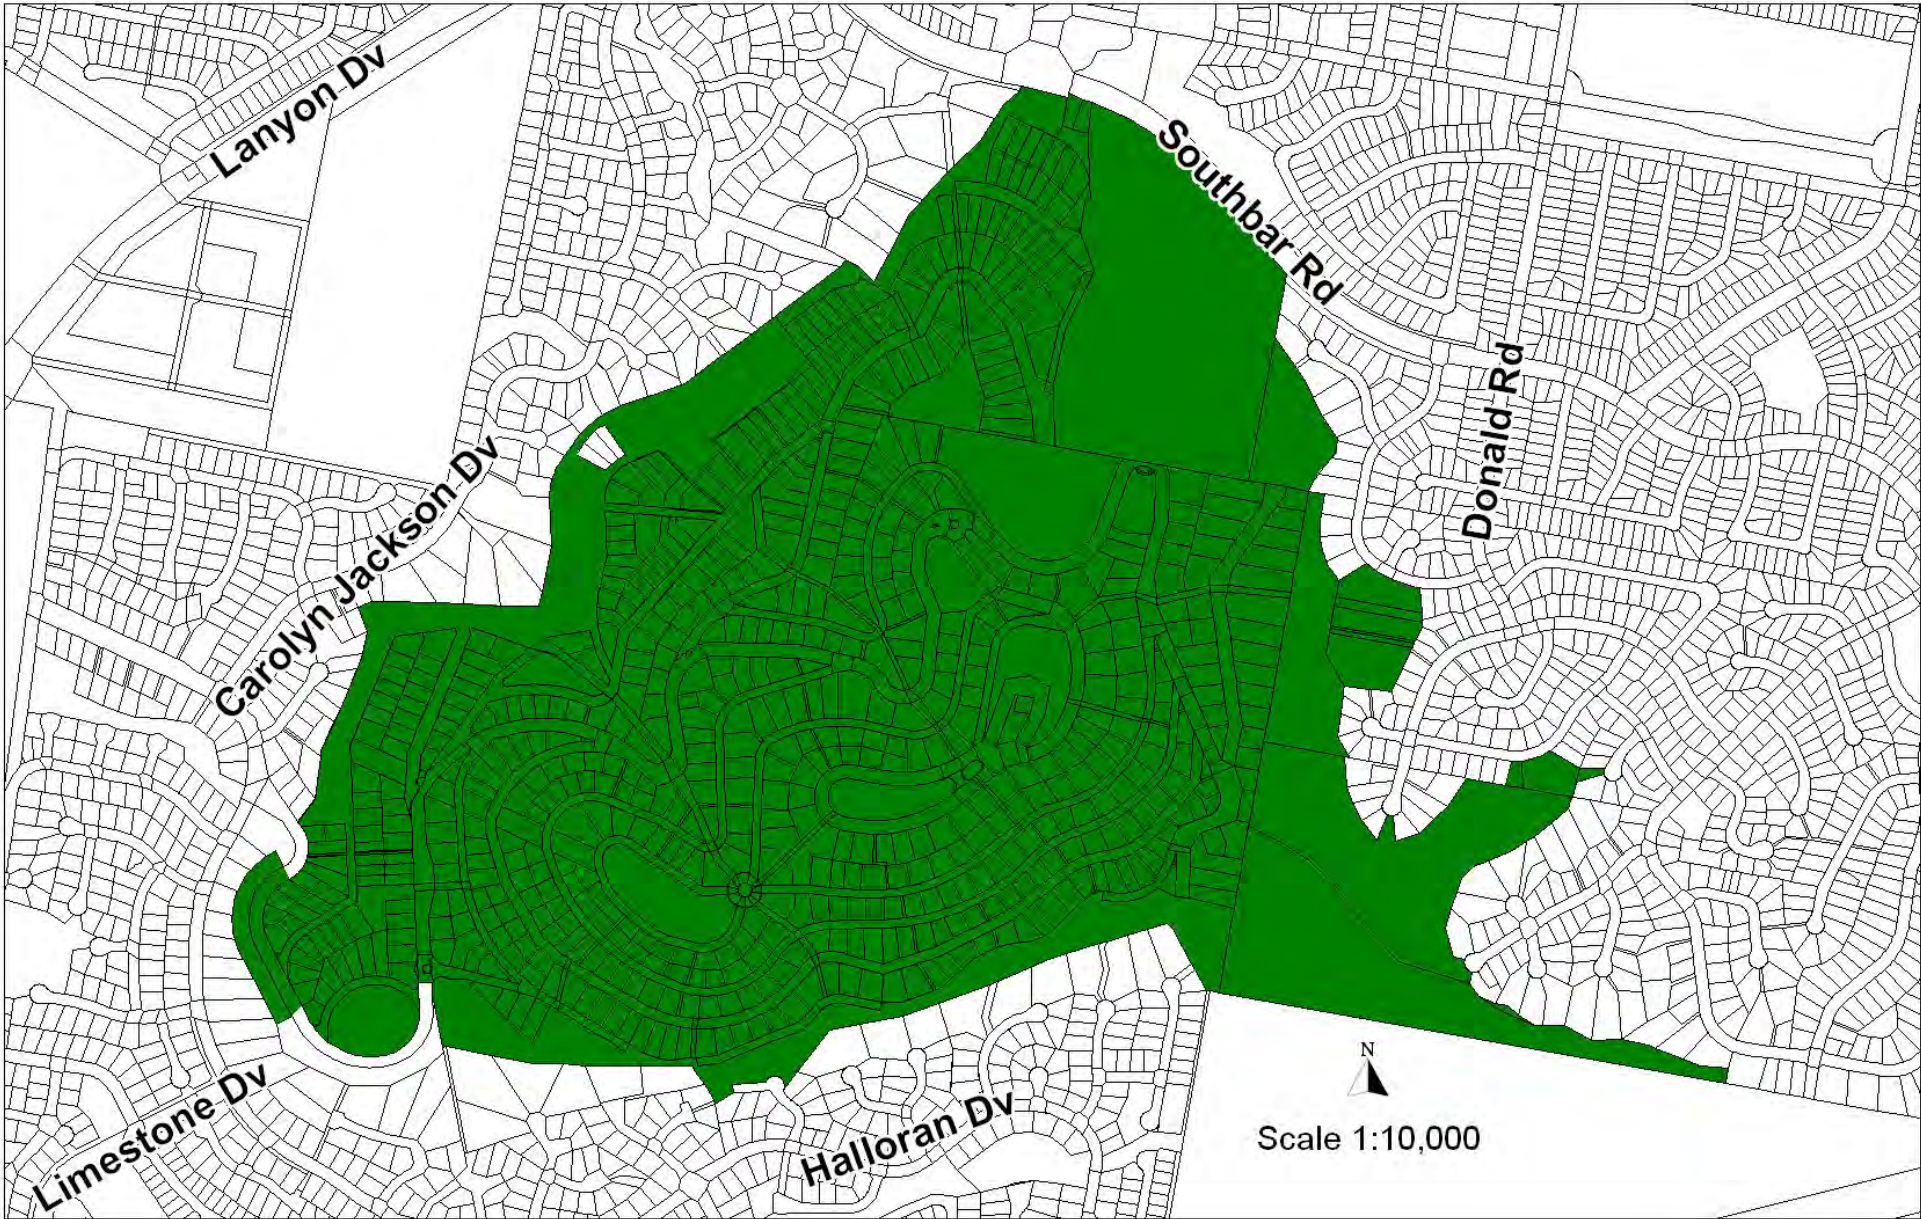 Lanyon Dv
Southbar Rd
Donald Rd
Carolyn Jackson Dv
N
Scale 1:10,000
Limestone Dv
Halloran Dv